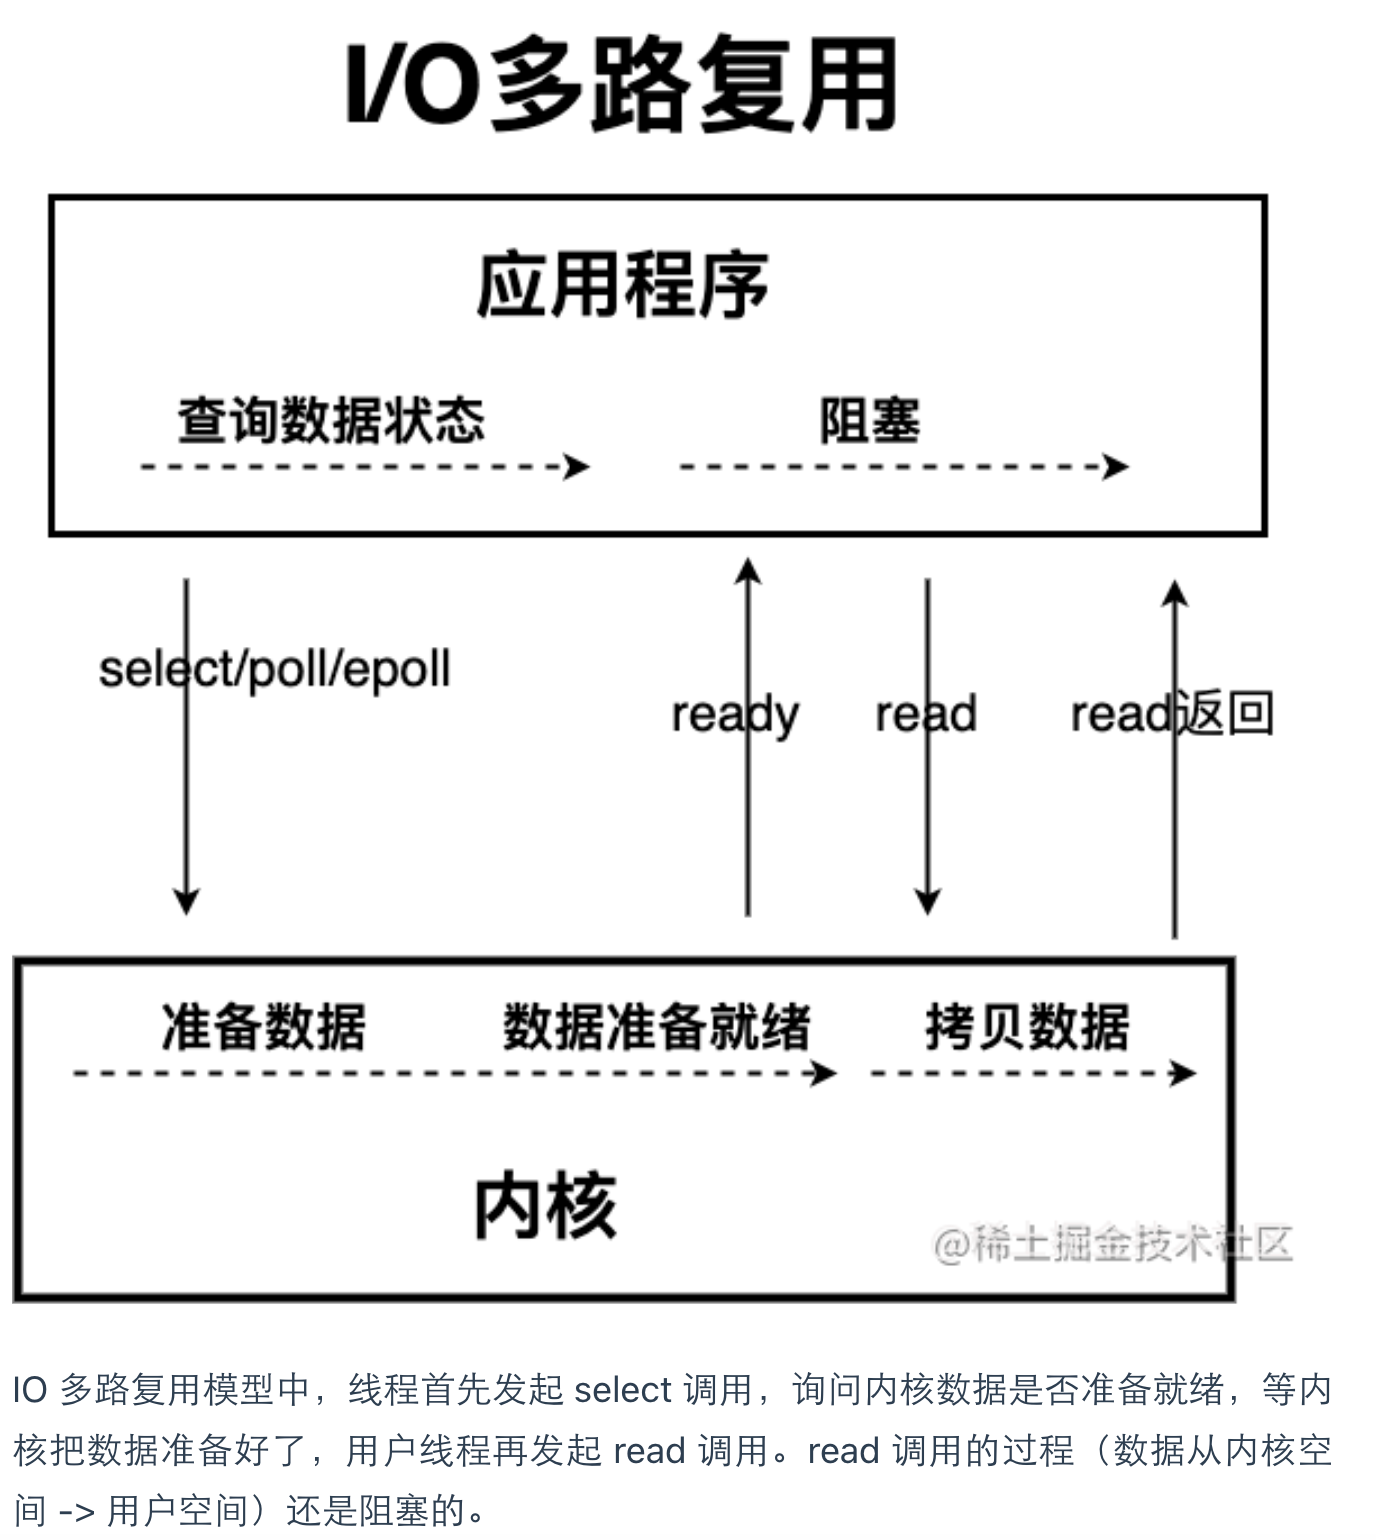 I/O多路复用
应用程序
查询数据状态 阻塞
select/poll/epoll
ready read read返回
准备数据 数据准备就绪 拷贝数据
内核
@稀土掘金技术社区
IO 多路复用模型中，线程首先发起 select 调用，询问内核数据是否准备就绪，等内
核把数据准备好了，用户线程再发起 read 调用。read 调用的过程（数据从内核空
间 -> 用户空间）还是阻塞的。